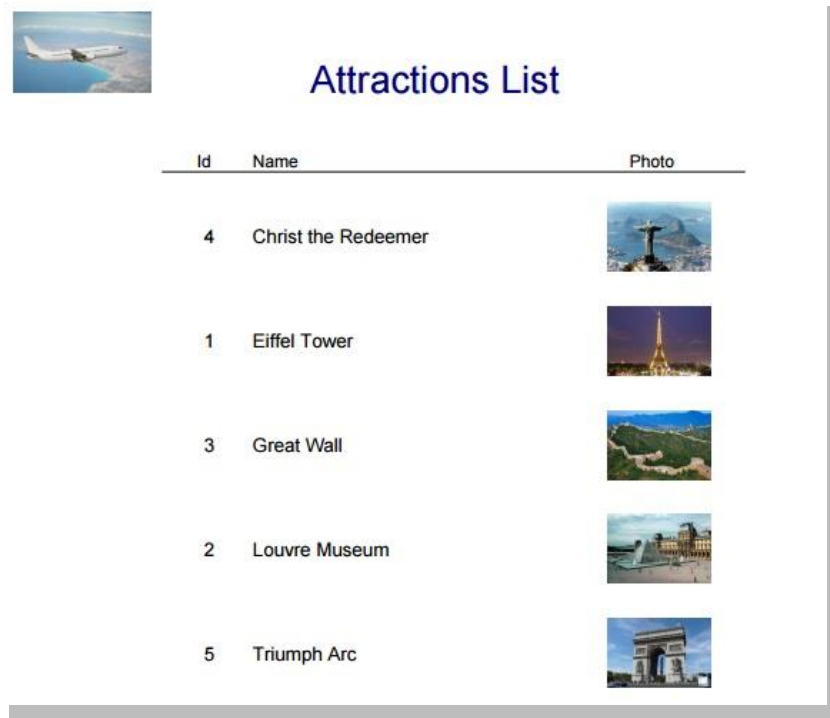 Attractions List
Id Name Photo
4 Christ the Redeemer
1 Eiffel Tower
3 Great Wall
2 Louvre Museum
5 Triumph Arc